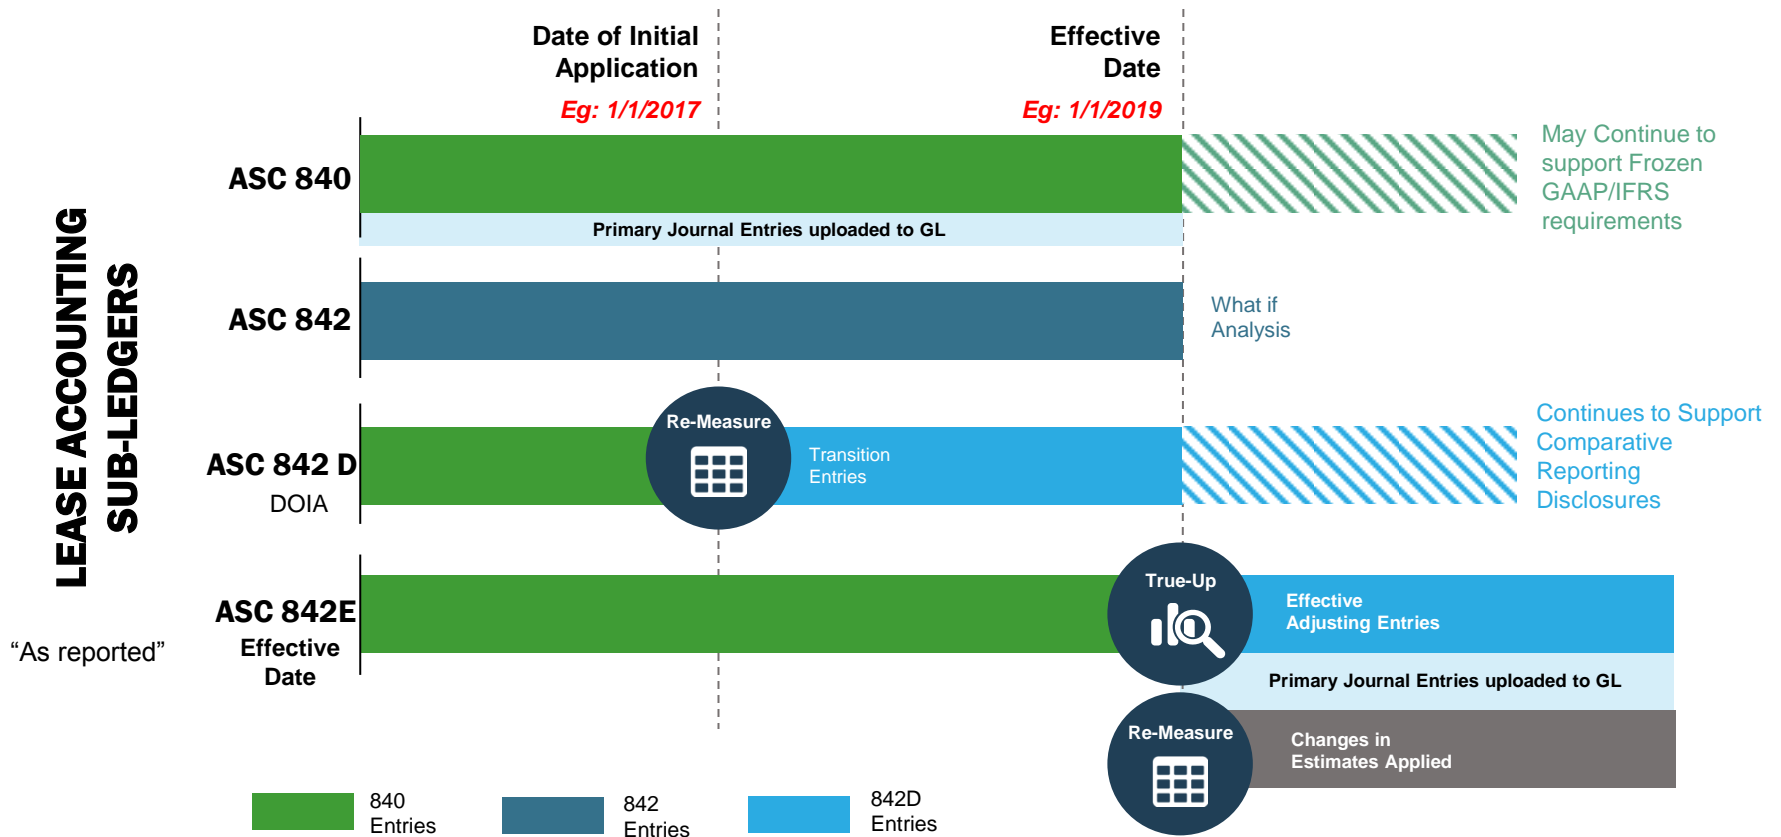 Date of Initial
Application
Eg: 1/1/2017
Effective
Date
Eg: 1/1/2019
LEASE ACCOUNTING
SUB-LEDGERS
"As reported"
ASC 840
Primary Journal Entries uploaded to GL
May Continue to
support Frozen
GAAP/IFRS
requirements
ASC 842
What if
Analysis
ASC 842 D
DOIA
Re-Measure
Transition
Entries
Continues to Support
Comparative
Reporting
Disclosures
ASC 842E
Effective
Date
True-Up
Effective
Adjusting Entries
Primary Journal Entries uploaded to GL
Re-Measure
Changes in
Estimates Applied
840
Entries
842
Entries
842D
Entries